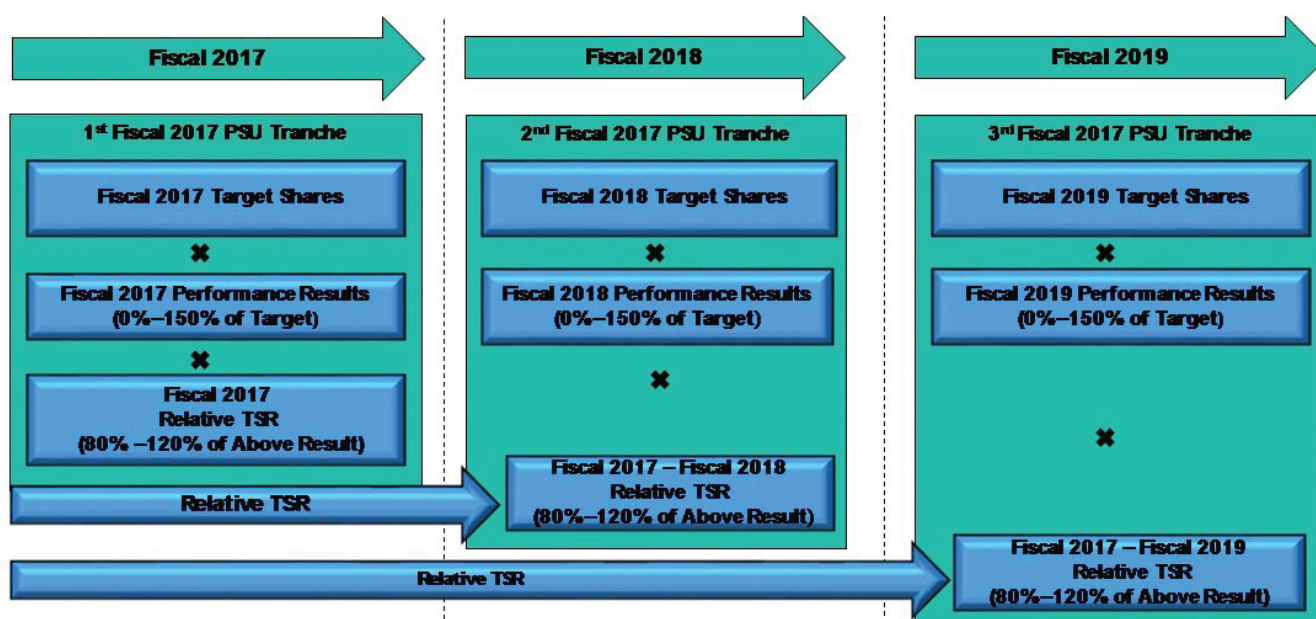 Fiscal 2017
Fiscal 2018
Fiscal 2019
1st Fiscal 2017 PSU Tranche
Fiscal 2017 Target Shares
Fiscal 2017 Performance Results
(0%–150% of Target)
Fiscal 2017
Relative TSR
(80% –120% of Above Result)
2nd Fiscal 2017 PSU Tranche
Fiscal 2018 Target Shares
Fiscal 2018 Performance Results
(0%–150% of Target)
Fiscal 2017 – Fiscal 2018
Relative TSR
(80%–120% of Above Result)
3rd Fiscal 2017 PSU Tranche
Fiscal 2019 Target Shares
Fiscal 2019 Performance Results
(0%–150% of Target)
Fiscal 2017 – Fiscal 2019
Relative TSR
(80%–120% of Above Result)
Relative TSR
Relative TSR